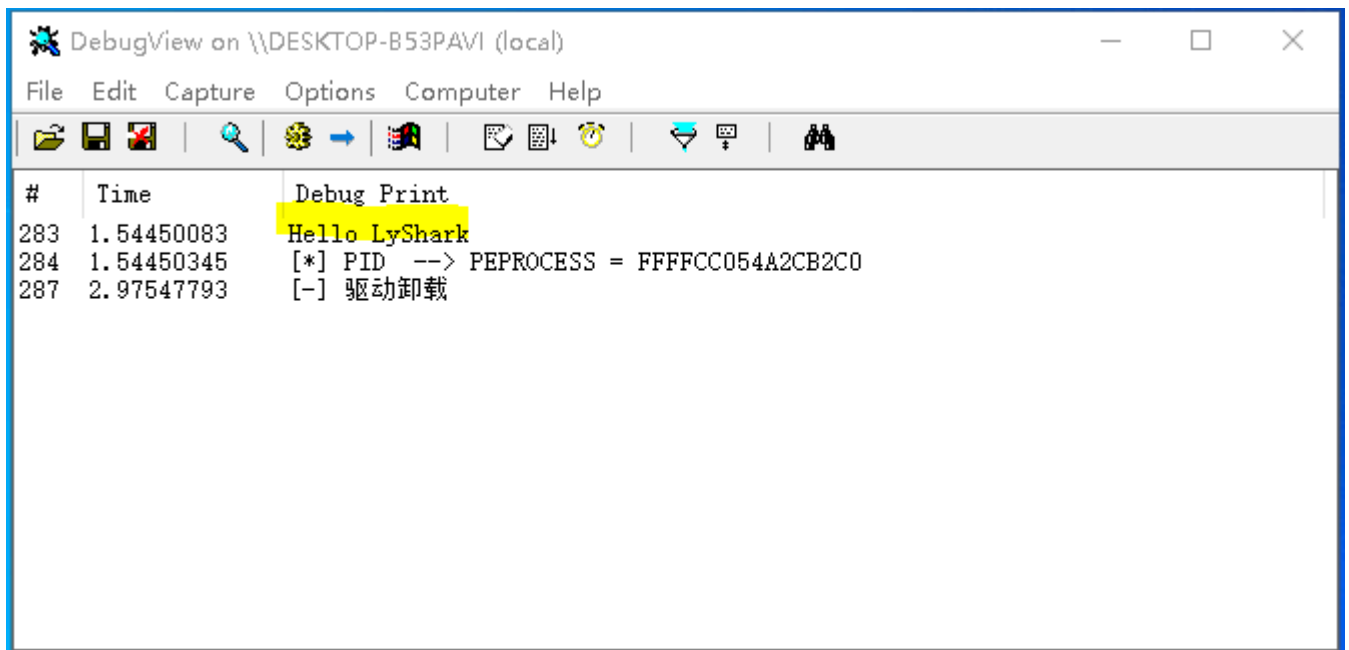 DebugView on \\DESKTOP-B53PAVI (local)
File Edit Capture Options Computer Help
# Time Debug Print
283 1.54450083 Hello LyShark
284 1.54450345 [*] PID --> PEPROCESS = FFFFCC054A2CB2C0
287 2.97547793 [-] 驱动卸载